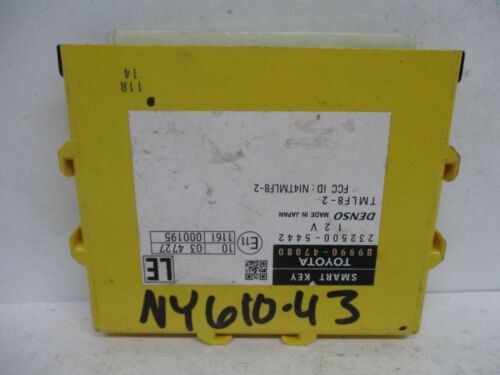 SMART KEY
89990-47080
TOYOTA
LE
232500-5442
12V
DENSO MADE IN JAPAN
10 03 4727
E11
1161 000195
TMLF8-2
FCC ID: NI4TMLF8-2
11R
14
NY610-43